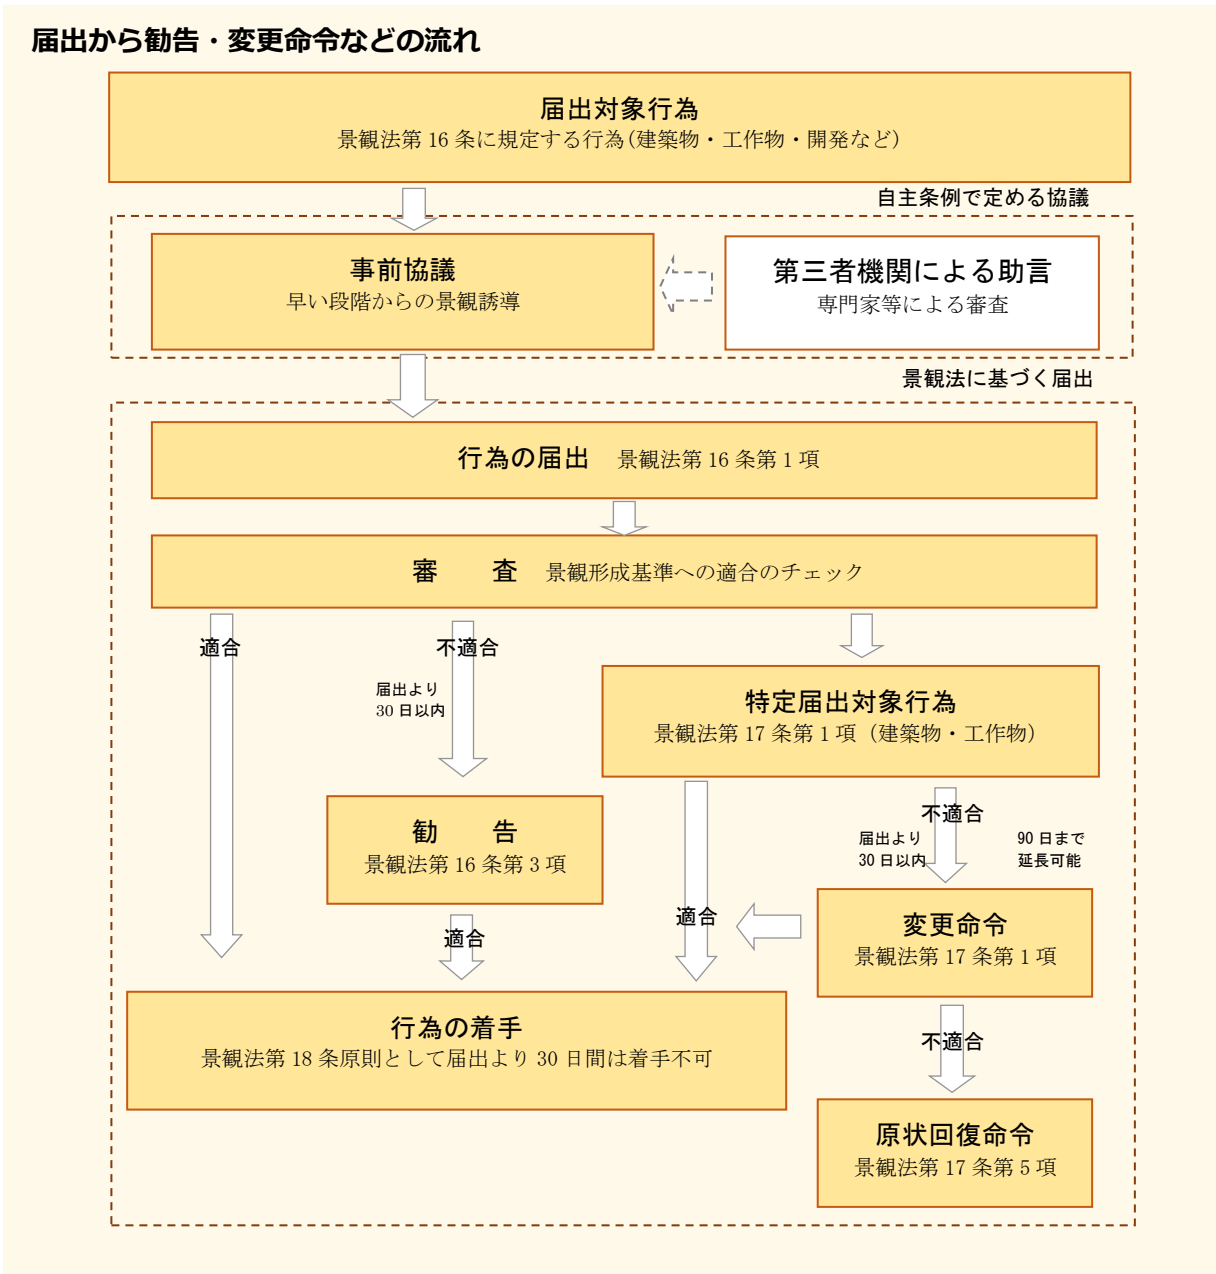 届出から勧告・変更命令などの流れ
届出対象行為
景観法第 16 条に規定する行為(建築物・工作物・開発など)
自主条例で定める協議
事前協議
早い段階からの景観誘導
第三者機関による助言
専門家等による審査
景観法に基づく届出
行為の届出 景観法第 16 条第 1 項
審 査 景観形成基準への適合のチェック
適合
不適合
届出より
30 日以内
特定届出対象行為
景観法第 17 条第 1 項（建築物・工作物）
不適合
届出より
30 日以内
90 日まで
延長可能
勧 告
景観法第 16 条第 3 項
適合
適合
変更命令
景観法第 17 条第 1 項
行為の着手
景観法第 18 条原則として届出より 30 日間は着手不可
不適合
原状回復命令
景観法第 17 条第 5 項